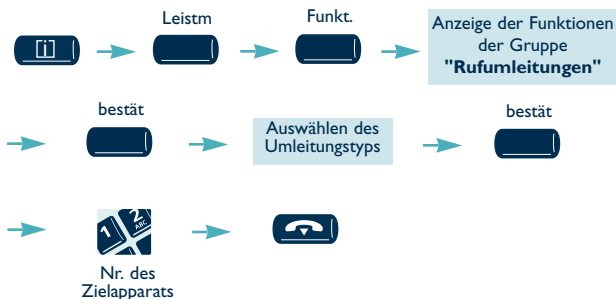 Leistm
Funkt.
i
Anzeige der Funktionen
der Gruppe
"Rufumleitungen"
bestät
Auswählen des
Umleitungstyps
bestät
1
2
ABC
Nr. des
Zielapparats